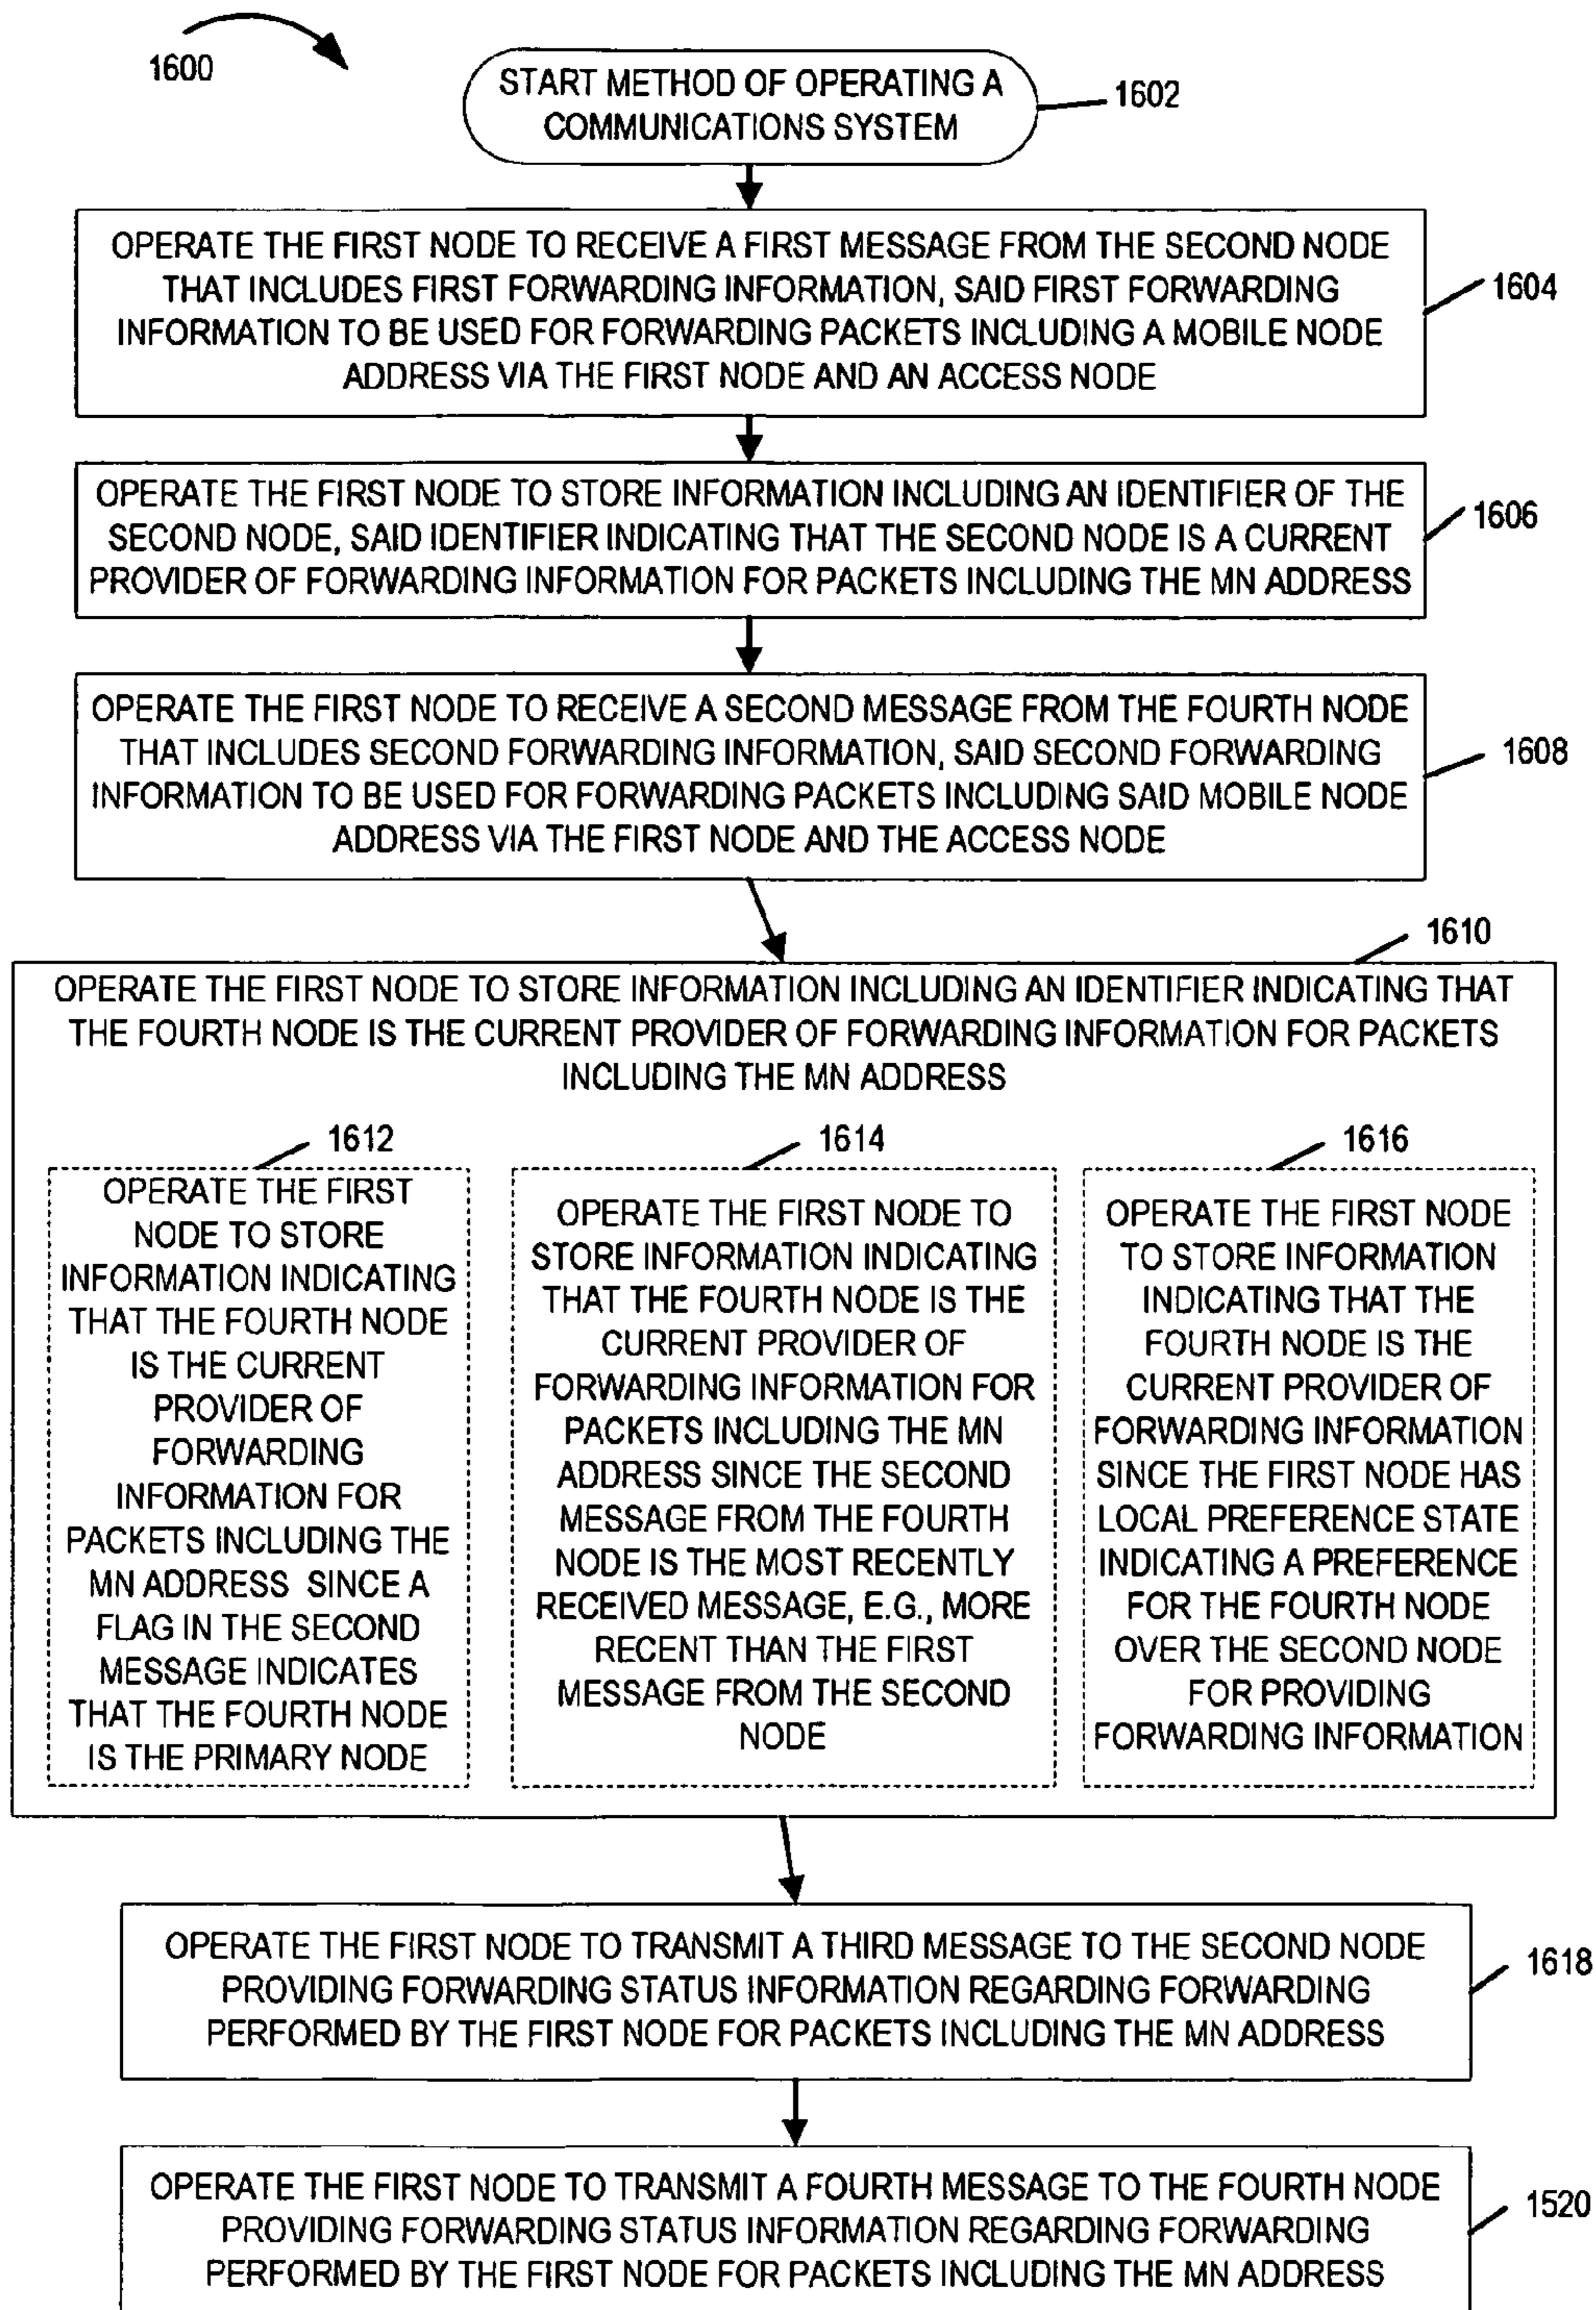 1600
START METHOD OF OPERATING A
COMMUNICATIONS SYSTEM
1602
OPERATE THE FIRST NODE TO RECEIVE A FIRST MESSAGE FROM THE SECOND NODE
THAT INCLUDES FIRST FORWARDING INFORMATION, SAID FIRST FORWARDING
INFORMATION TO BE USED FOR FORWARDING PACKETS INCLUDING A MOBILE NODE
ADDRESS VIA THE FIRST NODE AND AN ACCESS NODE
1604
OPERATE THE FIRST NODE TO STORE INFORMATION INCLUDING AN IDENTIFIER OF THE
SECOND NODE, SAID IDENTIFIER INDICATING THAT THE SECOND NODE IS A CURRENT
PROVIDER OF FORWARDING INFORMATION FOR PACKETS INCLUDING THE MN ADDRESS
1606
OPERATE THE FIRST NODE TO RECEIVE A SECOND MESSAGE FROM THE FOURTH NODE
THAT INCLUDES SECOND FORWARDING INFORMATION, SAID SECOND FORWARDING
INFORMATION TO BE USED FOR FORWARDING PACKETS INCLUDING SAID MOBILE NODE
ADDRESS VIA THE FIRST NODE AND THE ACCESS NODE
1608
1610
OPERATE THE FIRST NODE TO STORE INFORMATION INCLUDING AN IDENTIFIER INDICATING THAT
THE FOURTH NODE IS THE CURRENT PROVIDER OF FORWARDING INFORMATION FOR PACKETS
INCLUDING THE MN ADDRESS
1612
OPERATE THE FIRST
NODE TO STORE
INFORMATION INDICATING
THAT THE FOURTH NODE
IS THE CURRENT
PROVIDER OF
FORWARDING
INFORMATION FOR
PACKETS INCLUDING THE
MN ADDRESS SINCE A
FLAG IN THE SECOND
MESSAGE INDICATES
THAT THE FOURTH NODE
IS THE PRIMARY NODE
1614
OPERATE THE FIRST NODE TO
STORE INFORMATION INDICATING
THAT THE FOURTH NODE IS THE
CURRENT PROVIDER OF
FORWARDING INFORMATION FOR
PACKETS INCLUDING THE MN
ADDRESS SINCE THE SECOND
MESSAGE FROM THE FOURTH
NODE IS THE MOST RECENTLY
RECEIVED MESSAGE, E.G., MORE
RECENT THAN THE FIRST
MESSAGE FROM THE SECOND
NODE
1616
OPERATE THE FIRST NODE
TO STORE INFORMATION
INDICATING THAT THE
FOURTH NODE IS THE
CURRENT PROVIDER OF
FORWARDING INFORMATION
SINCE THE FIRST NODE HAS
LOCAL PREFERENCE STATE
INDICATING A PREFERENCE
FOR THE FOURTH NODE
OVER THE SECOND NODE
FOR PROVIDING
FORWARDING INFORMATION
OPERATE THE FIRST NODE TO TRANSMIT A THIRD MESSAGE TO THE SECOND NODE
PROVIDING FORWARDING STATUS INFORMATION REGARDING FORWARDING
PERFORMED BY THE FIRST NODE FOR PACKETS INCLUDING THE MN ADDRESS
1618
OPERATE THE FIRST NODE TO TRANSMIT A FOURTH MESSAGE TO THE FOURTH NODE
PROVIDING FORWARDING STATUS INFORMATION REGARDING FORWARDING
PERFORMED BY THE FIRST NODE FOR PACKETS INCLUDING THE MN ADDRESS
1520